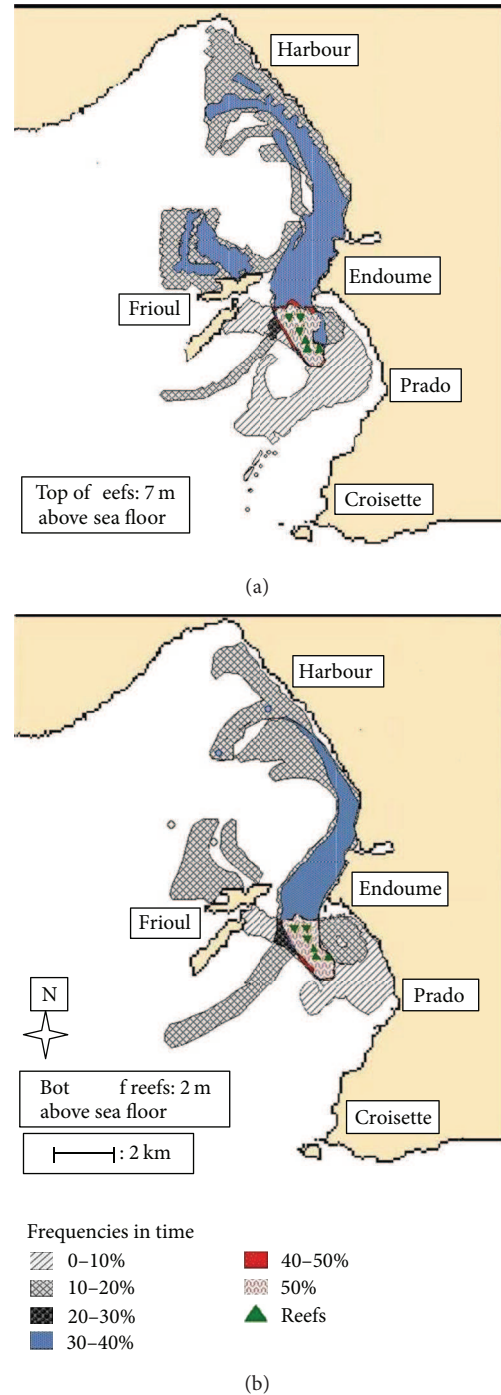 Harbour
Endoume
Frioul
Prado
Top of eefs: 7 m
above sea floor
Croisette
(a)
Harbour
Endoume
Frioul
N
Prado
Bot f reefs: 2 m
above sea floor
Croisette
: 2 km
Frequencies in time
0–10%
40–50%
10–20%
50%
20–30%
Reefs
30–40%
(b)